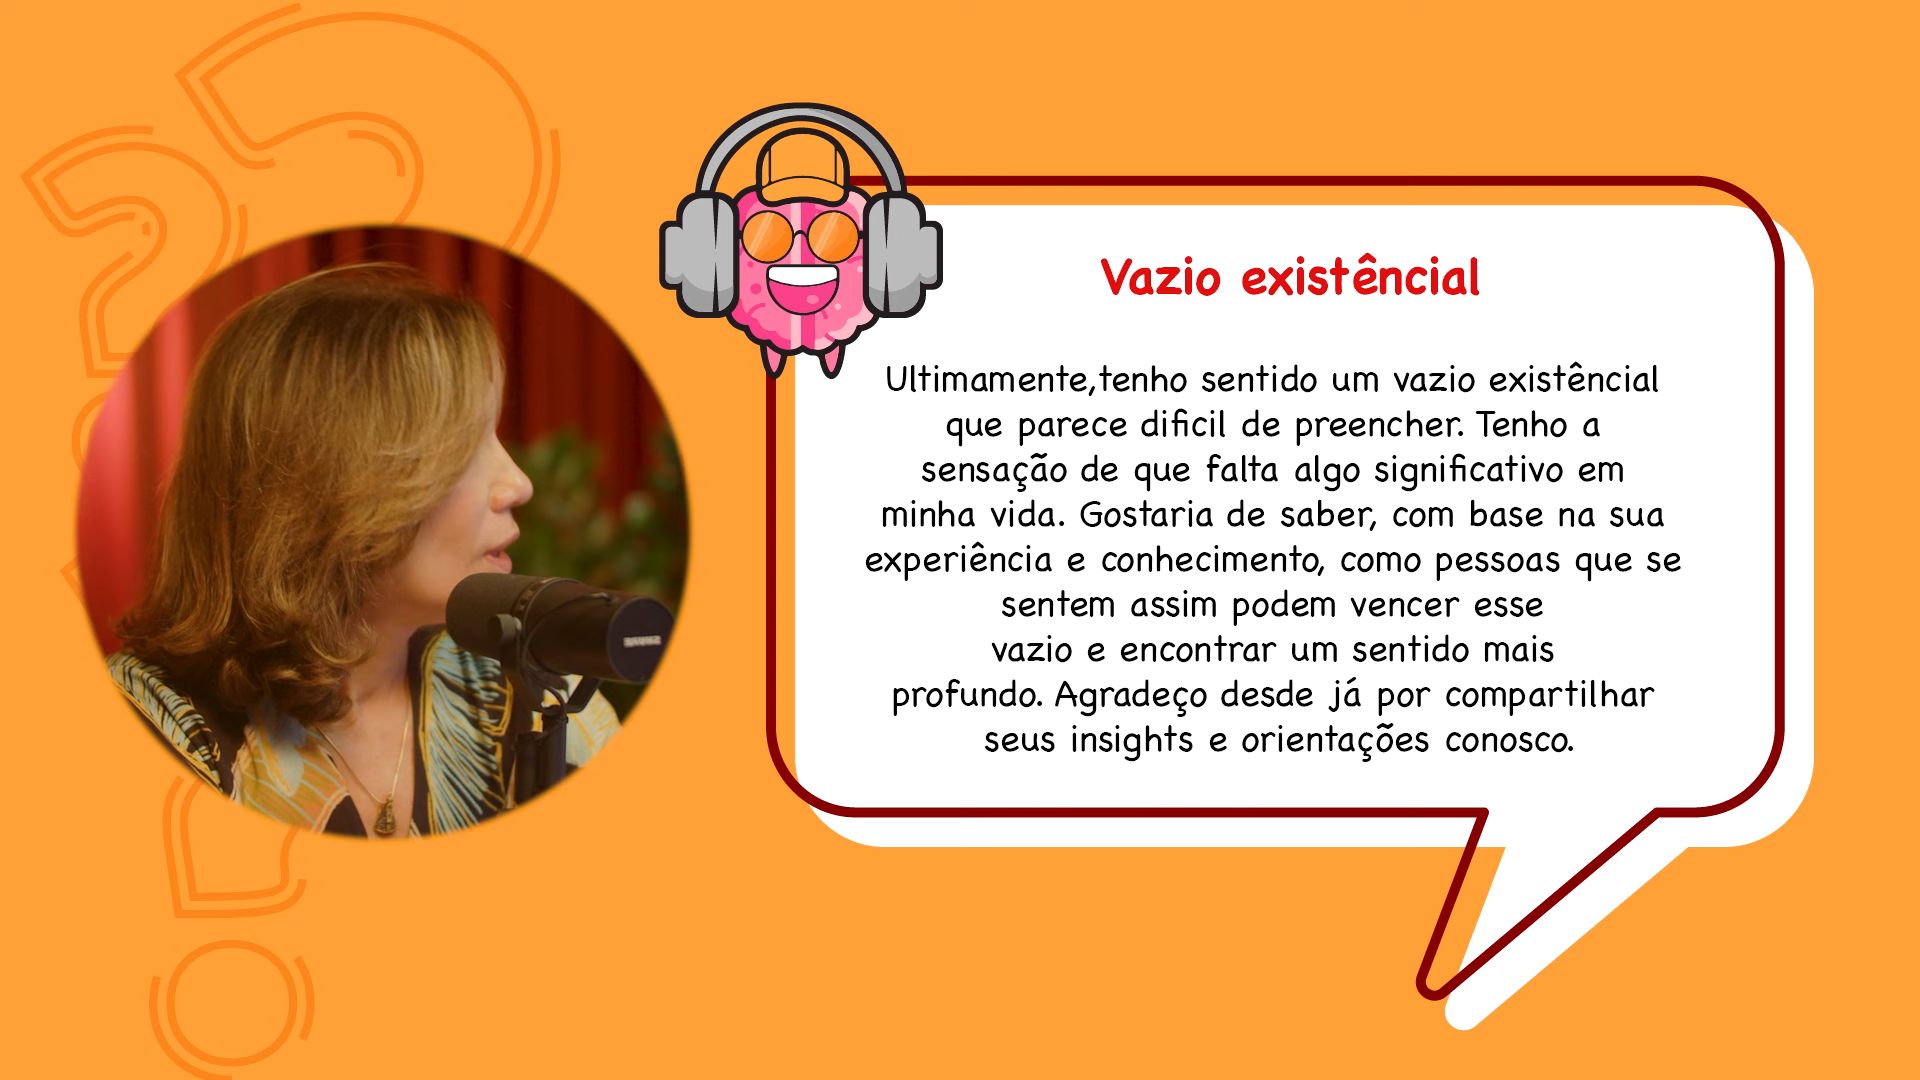 Vazio existêncial
Ultimamente,tenho sentido um vazio existêncial
que parece dificil de preencher. Tenho a
sensação de que falta algo significativo em
minha vida. Gostaria de saber, com base na sua
experiência e conhecimento, como pessoas que se
sentem assim podem vencer esse
vazio e encontrar um sentido mais
profundo. Agradeço desde já por compartilhar
seus insights e orientações conosco.